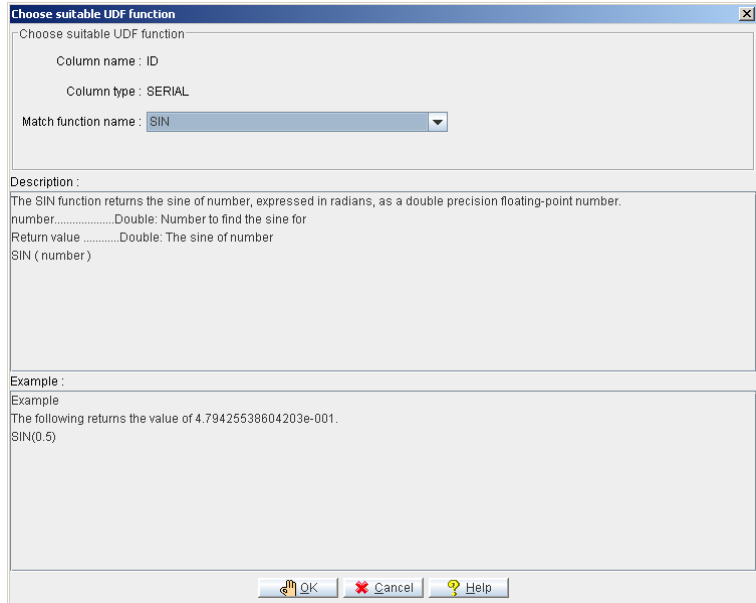 Choose suitable UDF function
Choose suitable UDF function
Column name : ID
Column type : SERIAL
Match function name : SIN
Description :
The SIN function returns the sine of number, expressed in radians, as a double precision floating-point number.
number...................Double: Number to find the sine for
Return value ............Double: The sine of number
SIN ( number )
Example :
Example
The following returns the value of 4.79425538604203e-001.
SIN(0.5)
OK Cancel Help